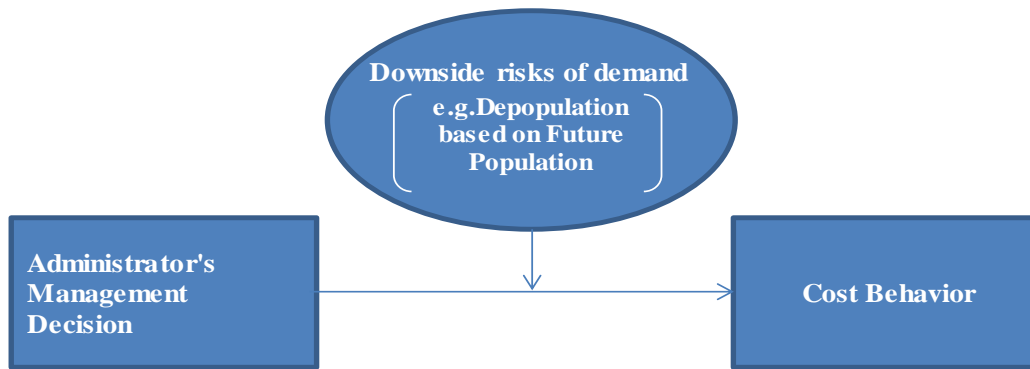 Downside risks of demand
e.g.Depopulation
based on Future
Population
Administrator's
Management
Decision
Cost Behavior